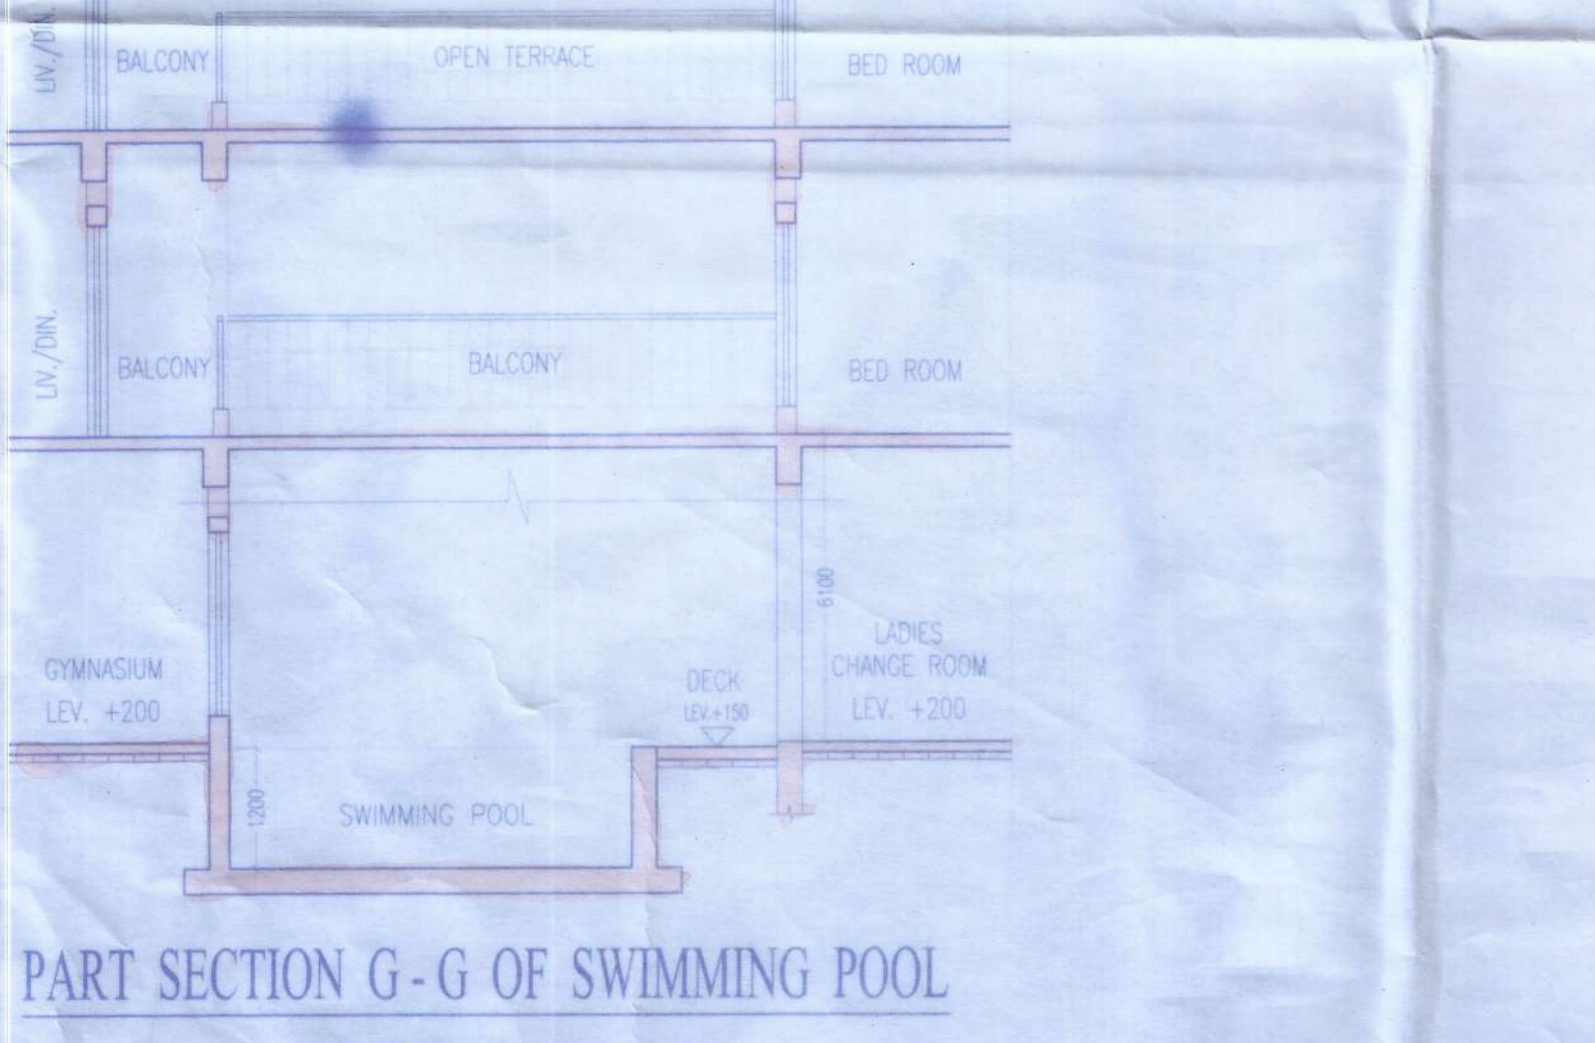 LIV./DIN.
BALCONY
OPEN TERRACE
BED ROOM
LIV./DIN.
BALCONY
BALCONY
BED ROOM
6100
LADIES
CHANGE ROOM
LEV. +200
GYMNASIUM
LEV. +200
DECK
LEV.+150
1200
SWIMMING POOL
PART SECTION G-G OF SWIMMING POOL